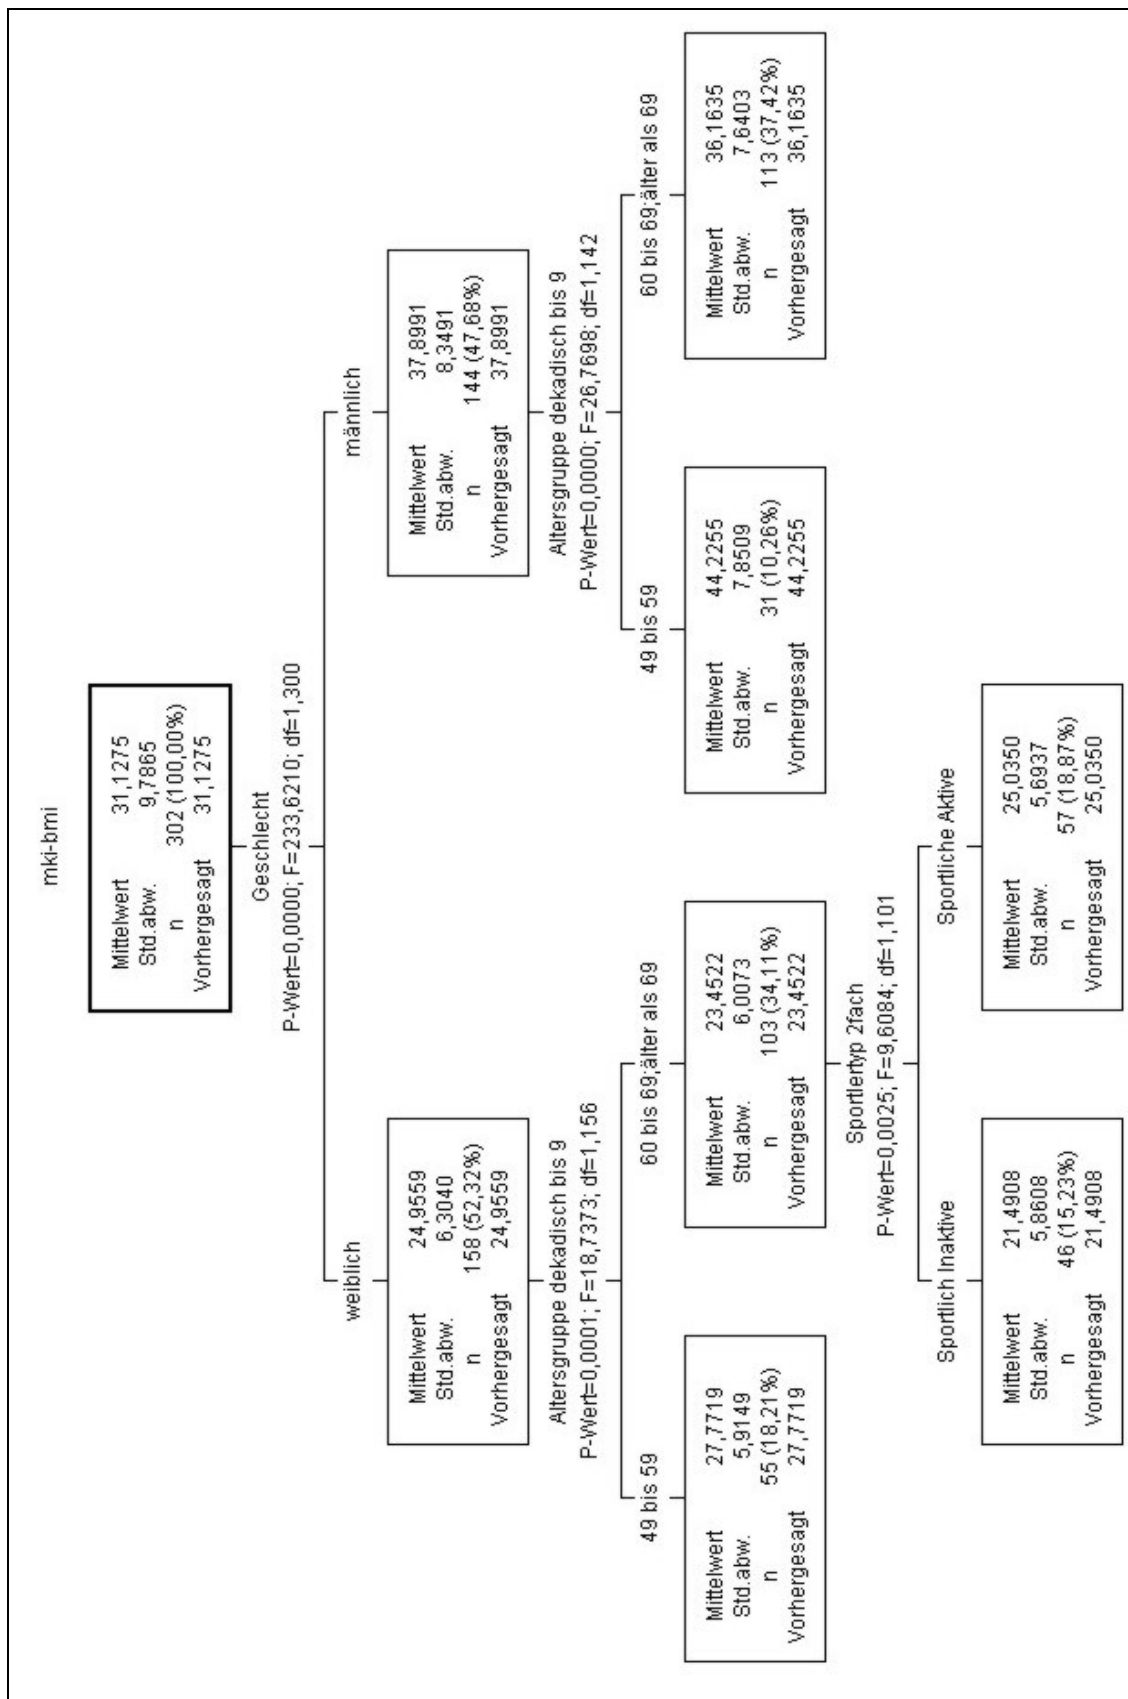 mki-bmi
Mittelwert 31,1275
Std.abw. 9,7865
n 302 (100,00%)
Vorhergesagt 31,1275
Geschlecht
P-Wert=0,0000; F=233,6210; df=1,300
weiblich
Mittelwert 24,9559
Std.abw. 6,3040
n 158 (52,32%)
Vorhergesagt 24,9559
Altersgruppe dekadisch bis 9
P-Wert=0,0001; F=18,7373; df=1,156
49 bis 59
Mittelwert 27,7719
Std.abw. 5,9149
n 55 (18,21%)
Vorhergesagt 27,7719
60 bis 69;älter als 69
Mittelwert 23,4522
Std.abw. 6,0073
n 103 (34,11%)
Vorhergesagt 23,4522
Sportlertyp 2fach
P-Wert=0,0025; F=9,6084; df=1,101
Sportlich Inaktive
Mittelwert 21,4908
Std.abw. 5,8608
n 46 (15,23%)
Vorhergesagt 21,4908
Sportliche Aktive
Mittelwert 25,0350
Std.abw. 5,6937
n 57 (18,87%)
Vorhergesagt 25,0350
männlich
Mittelwert 37,8991
Std.abw. 8,3491
n 144 (47,68%)
Vorhergesagt 37,8991
Altersgruppe dekadisch bis 9
P-Wert=0,0000; F=26,7698; df=1,142
49 bis 59
Mittelwert 44,2255
Std.abw. 7,8509
n 31 (10,26%)
Vorhergesagt 44,2255
60 bis 69;älter als 69
Mittelwert 36,1635
Std.abw. 7,6403
n 113 (37,42%)
Vorhergesagt 36,1635